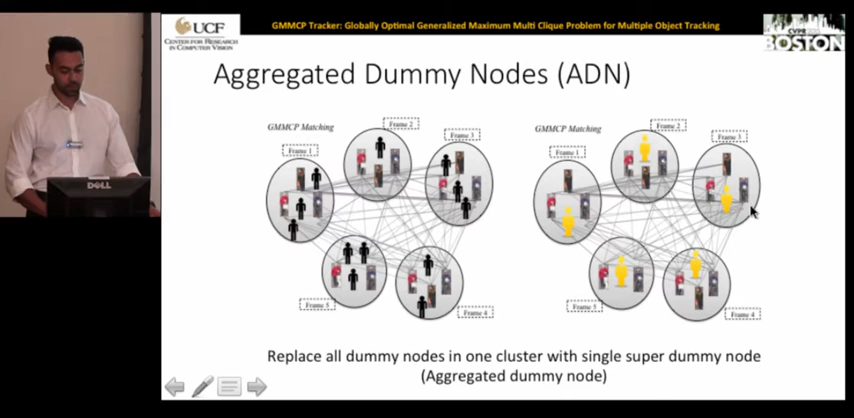 UCF
CENTER FOR RESEARCH
IN COMPUTER VISION
GMMCP Tracker: Globally Optimal Generalized Maximum Multi Clique Problem for Multiple Object Tracking
CVPR
BOSTON
Aggregated Dummy Nodes (ADN)
GMMCP Matching
Frame 1
Frame 2
Frame 3
Frame 5
Frame 4
GMMCP Matching
Frame 1
Frame 2
Frame 3
Frame 5
Frame 4
DELL
Replace all dummy nodes in one cluster with single super dummy node
(Aggregated dummy node)